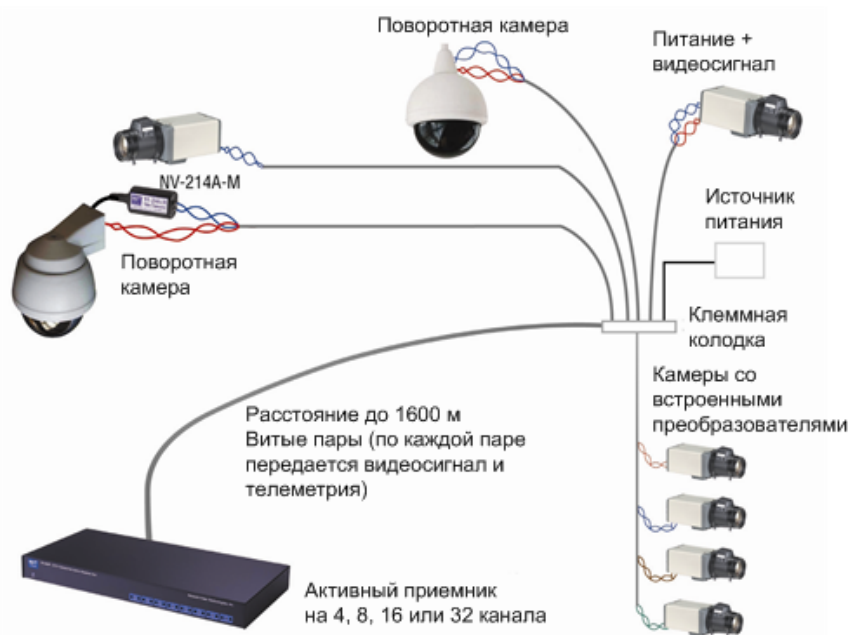 Поворотная камера
Питание +
видеосигнал
NV-214A-M
Источник
питания
Поворотная
камера
Клеммная
колодка
Камеры со
встроенными
преобразователями
Расстояние до 1600 м
Витые пары (по каждой паре
передается видеосигнал и
телеметрия)
Активный приемник
на 4, 8, 16 или 32 канала